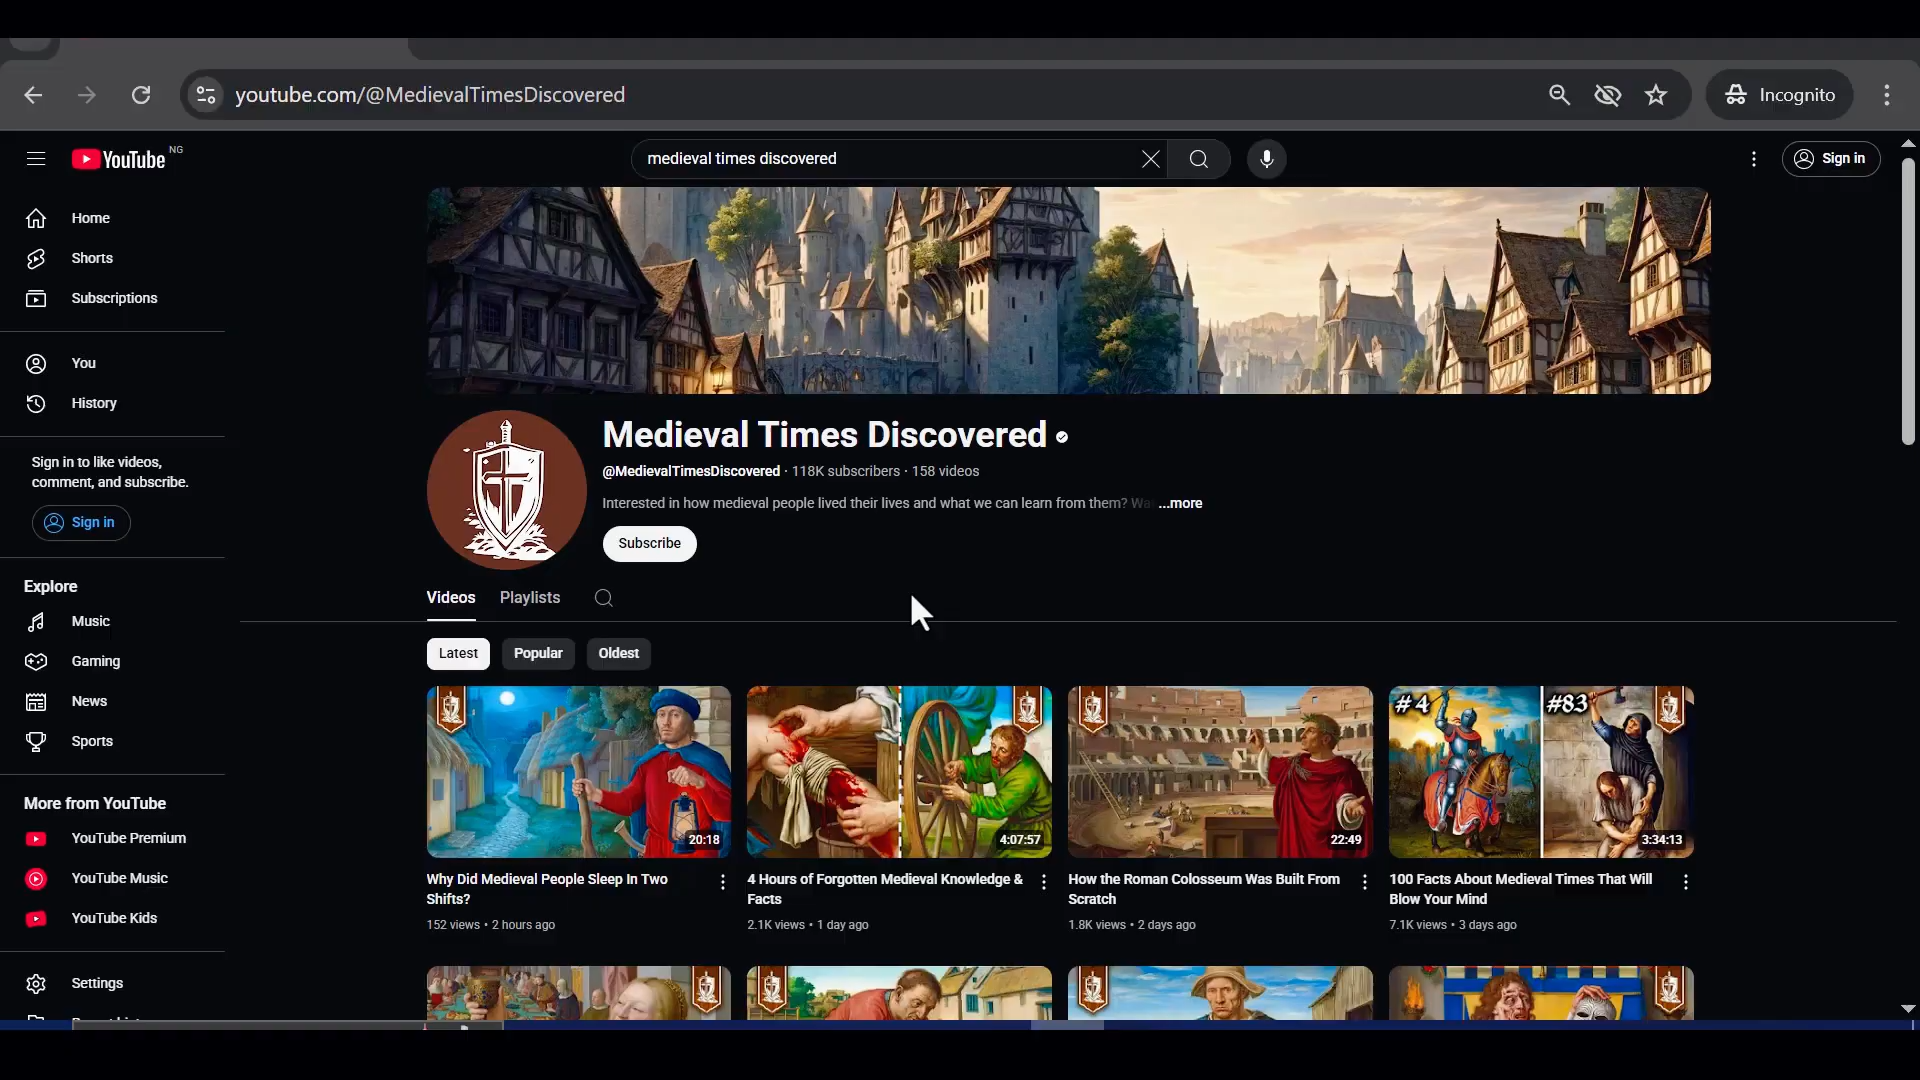 youtube.com/@MedievalTimesDiscovered
Incognito
YouTube NG
medieval times discovered
Sign in
Home
Shorts
Subscriptions
You
History
Sign in to like videos,
comment, and subscribe.
Sign in
Explore
Music
Gaming
News
Sports
More from YouTube
YouTube Premium
YouTube Music
YouTube Kids
Settings
Medieval Times Discovered
@MedievalTimesDiscovered · 118K subscribers · 158 videos
Interested in how medieval people lived their lives and what we can learn from them? ...more
Subscribe
Videos Playlists
Latest Popular Oldest
20:18
Why Did Medieval People Sleep In Two
Shifts?
152 views • 2 hours ago
4:07:57
4 Hours of Forgotten Medieval Knowledge &
Facts
2.1K views • 1 day ago
22:49
How the Roman Colosseum Was Built From
Scratch
1.8K views • 2 days ago
#4 #83
3:34:13
100 Facts About Medieval Times That Will
Blow Your Mind
7.1K views • 3 days ago